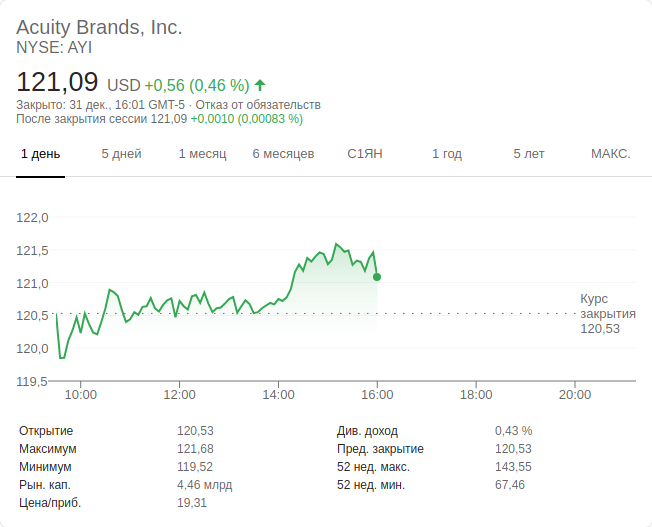 Acuity Brands, Inc.
NYSE: AYI
121,09 USD +0,56 (0,46 %)
Закрыто: 31 дек., 16:01 GMT-5 · Отказ от обязательств
После закрытия сессии 121,09 +0,0010 (0,00083 %)
1 день 5 дней 1 месяц 6 месяцев С1ЯН 1 год 5 лет МАКС.
122,0
121,5
121,0
120,5
120,0
119,5
Курс
закрытия
120,53
10:00 12:00 14:00 16:00 18:00 20:00
Открытие 120,53 Див. доход 0,43 %
Максимум 121,68 Пред. закрытие 120,53
Минимум 119,52 52 нед. макс. 143,55
Рын. кап. 4,46 млрд 52 нед. мин. 67,46
Цена/приб. 19,31